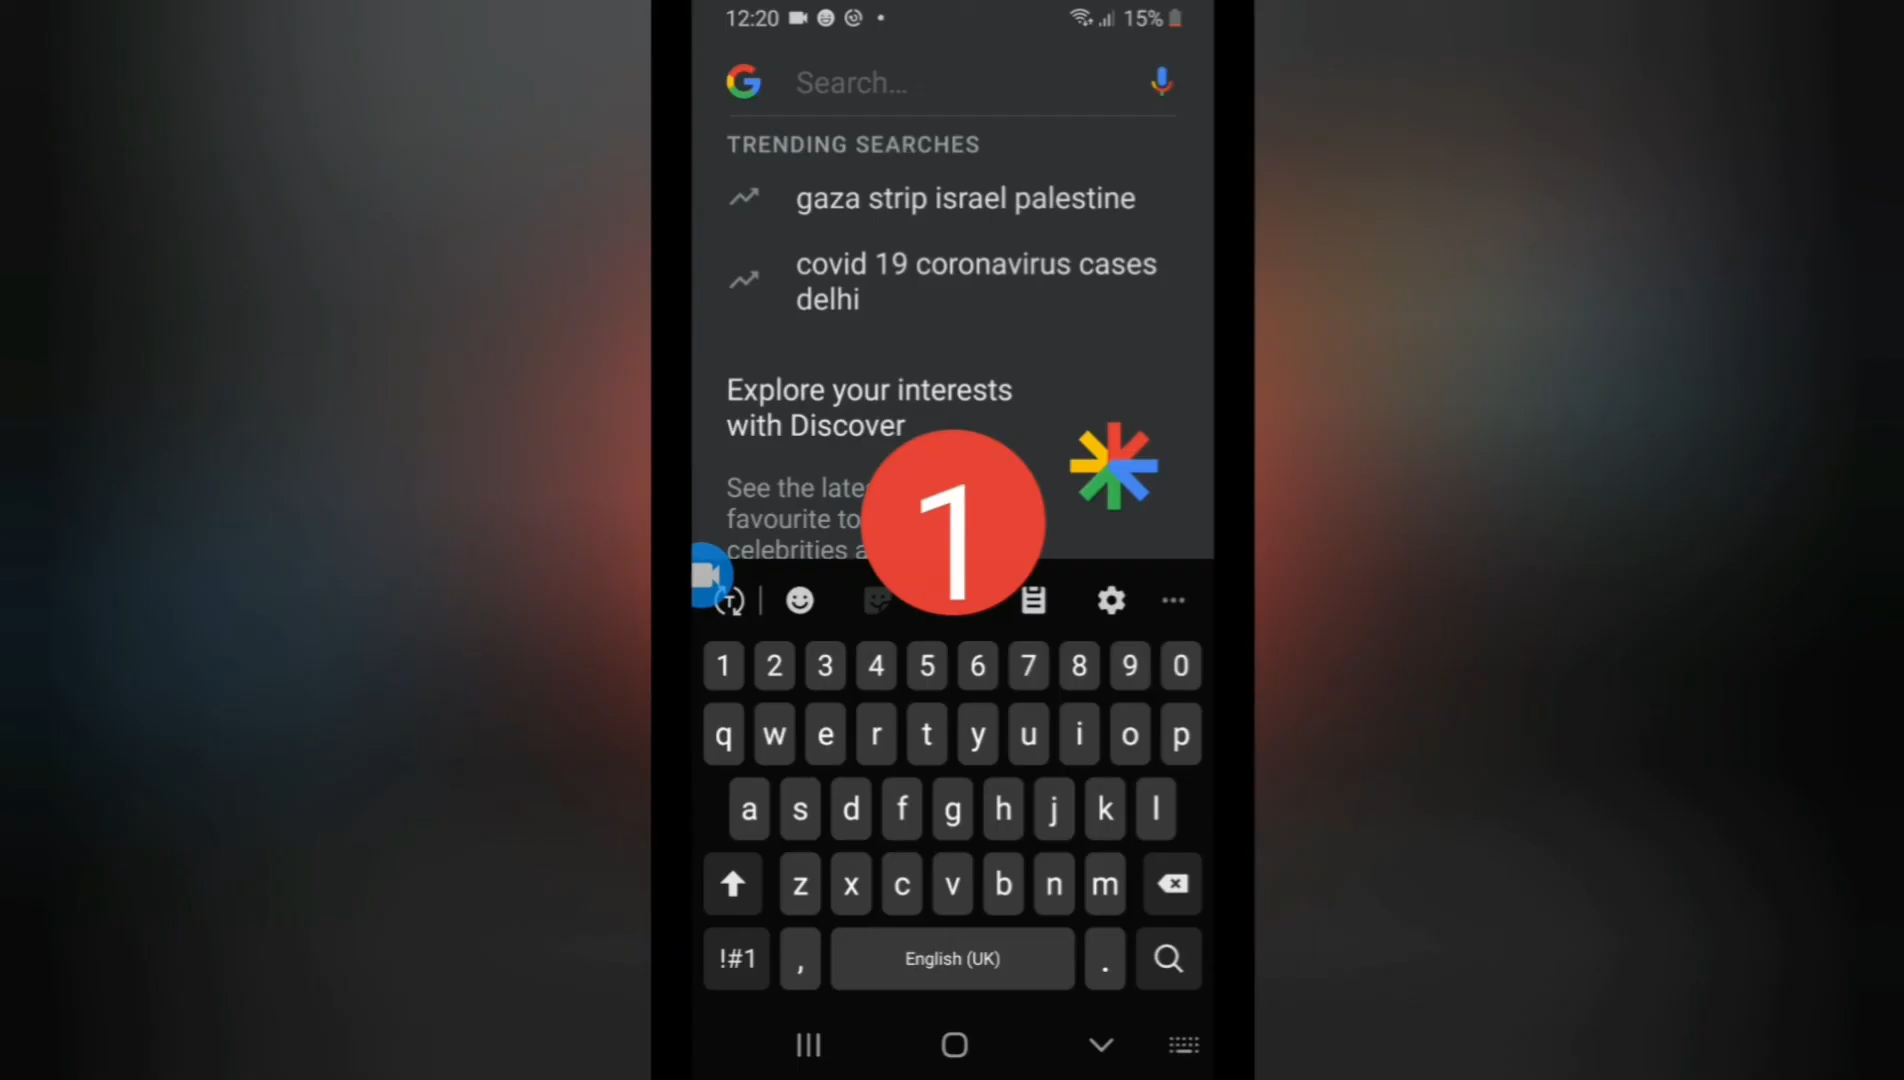 12:20
15%
Search...
TRENDING SEARCHES
gaza strip israel palestine
covid 19 coronavirus cases
delhi
Explore your interests
with Discover
See the late
favourite to
celebrities a
1
T
1 2 3 4 5 6 7 8 9 0
q w e r t y u i o p
a s d f g h j k l
z x c v b n m
!#1 , English (UK) .